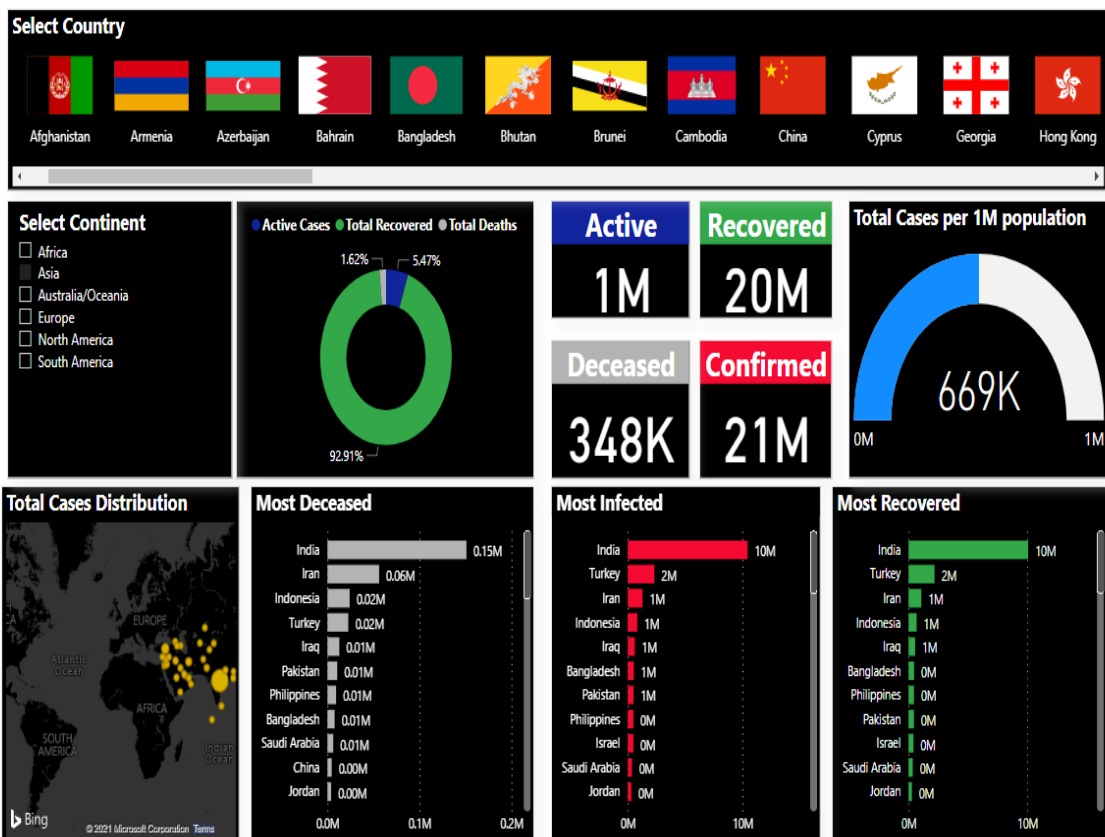 Select Country
Afghanistan Armenia Azerbaijan Bahrain Bangladesh Bhutan Brunei Cambodia China Cyprus Georgia Hong Kong
Select Continent
Africa
Asia
Australia/Oceania
Europe
North America
South America
Active Cases Total Recovered Total Deaths
1.62% 5.47%
92.91%
Active
1M
Recovered
20M
Deceased
348K
Confirmed
21M
Total Cases per 1M population
669K
0M 1M
Total Cases Distribution
EUROPE
Atlantic
Ocean
AFRICA
SOUTH
AMERICA
Indian
Ocean
CA
Bing
© 2021 Microsoft Corporation Terms
Most Deceased
India 0.15M
Iran 0.06M
Indonesia 0.02M
Turkey 0.02M
Iraq 0.01M
Pakistan 0.01M
Philippines 0.01M
Bangladesh 0.01M
Saudi Arabia 0.01M
China 0.00M
Jordan 0.00M
0.0M 0.1M 0.2M
Most Infected
India 10M
Turkey 2M
Iran 1M
Indonesia 1M
Iraq 1M
Bangladesh 1M
Pakistan 1M
Philippines 0M
Israel 0M
Saudi Arabia 0M
Jordan 0M
0M 10M
Most Recovered
India 10M
Turkey 2M
Iran 1M
Indonesia 1M
Iraq 1M
Bangladesh 0M
Philippines 0M
Pakistan 0M
Israel 0M
Saudi Arabia 0M
Jordan 0M
0M 10M